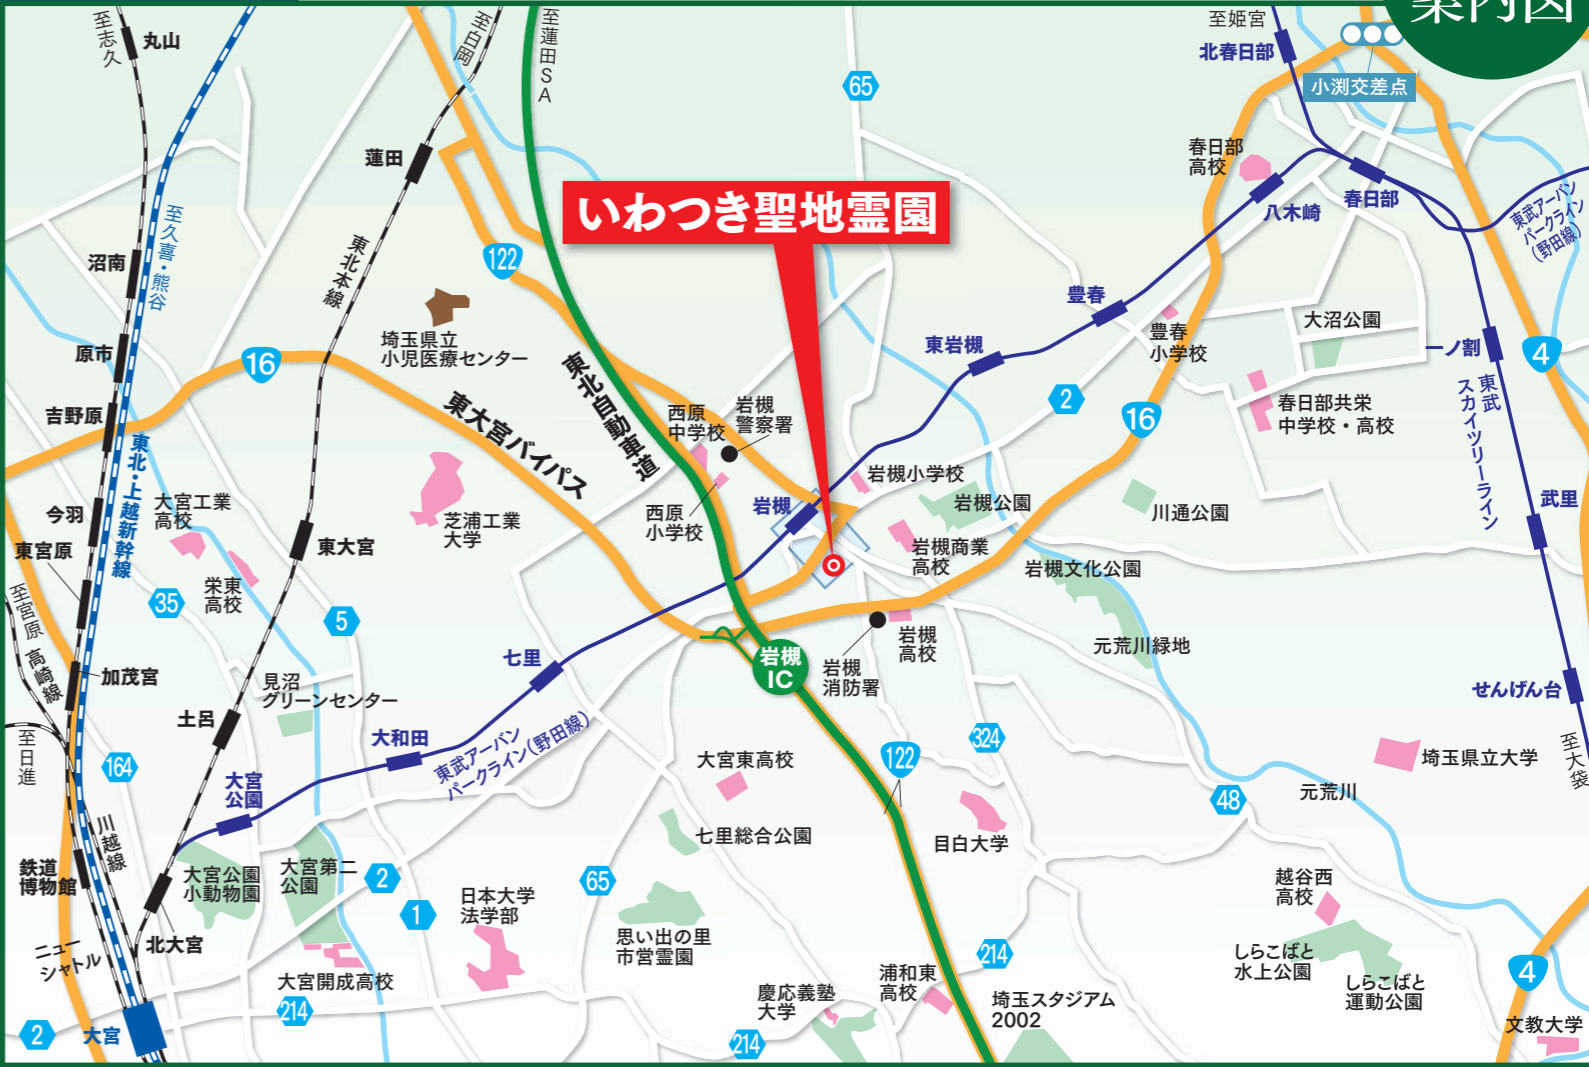 案内図
至志久
丸山
至白岡
至蓮田SA
65
至姫宮
北春日部
小渕交差点
蓮田
いわつき聖地霊園
春日部
高校
八木崎
春日部
東武アーバン
パークライン
(野田線)
至久喜・熊谷
東北本線
122
沼南
豊春
豊春
小学校
大沼公園
原市
16
埼玉県立
小児医療センター
東岩槻
一ノ割
4
東北自動車道
東大宮バイパス
2
16
春日部共栄
中学校・高校
東武
スカイツリーライン
吉野原
東北・上越新幹線
西原
中学校
岩槻
警察署
岩槻小学校
岩槻公園
川通公園
武里
今羽
大宮工業
高校
芝浦工業
大学
西原
小学校
岩槻
岩槻商業
高校
東宮原
東大宮
岩槻文化公園
至宮原
高崎線
35
栄東
高校
5
元荒川緑地
岩槻
高校
岩槻
消防署
岩槻
IC
七里
加茂宮
見沼
グリーンセンター
せんげん台
土呂
大和田
東武アーバン
パークライン(野田線)
324
122
至日進
164
大宮
公園
大宮東高校
埼玉県立大学
至大袋
元荒川
48
川越線
七里総合公園
目白大学
鉄道
博物館
大宮公園
小動物園
大宮第二
公園
2
65
越谷西
高校
1
日本大学
法学部
北大宮
ニュー
シャトル
思い出の里
市営霊園
しらこばと
水上公園
214
大宮開成高校
浦和東
高校
しらこばと
運動公園
4
慶応義塾
大学
埼玉スタジアム
2002
214
2
大宮
214
文教大学